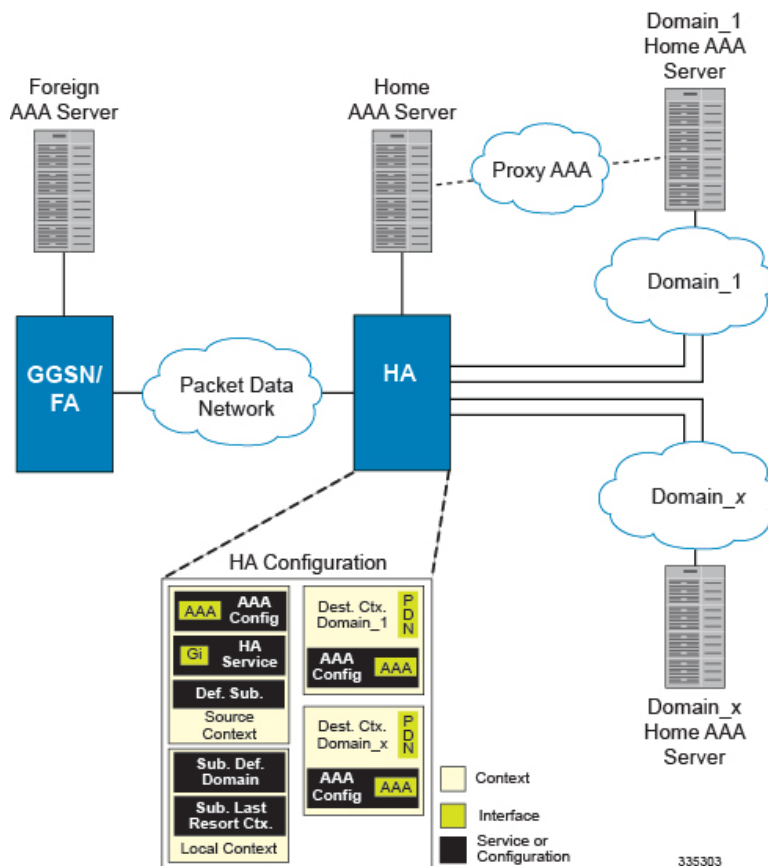 Domain_1
Home AAA
Server
Foreign
AAA Server
Home
AAA Server
Proxy AAA
Domain_1
GGSN/
FA
Packet Data
Network
HA
Domain_x
HA Configuration
AAA
AAA
Config
Gi
HA
Service
Def. Sub.
Source
Context
Sub. Def.
Domain
Sub. Last
Resort Ctx.
Local Context
Dest. Ctx.
Domain_1
PDN
AAA
Config
AAA
Dest. Ctx.
Domain_x
PDN
AAA
Config
AAA
Domain_x
Home AAA
Server
Context
Interface
Service or
Configuration
335303